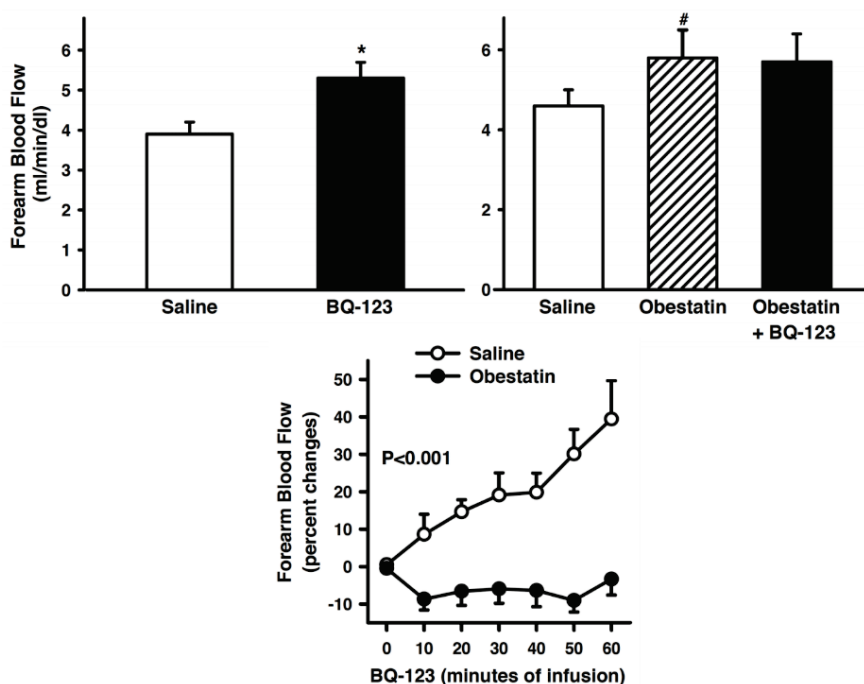 Forearm Blood Flow
(ml/min/dl)
6
5
4
3
2
1
0
*
Saline
BQ-123
6
4
2
0
#
Saline
Obestatin
Obestatin
+ BQ-123
Forearm Blood Flow
(percent changes)
50
40
30
20
10
0
-10
Saline
Obestatin
P<0.001
0 10 20 30 40 50 60
BQ-123 (minutes of infusion)